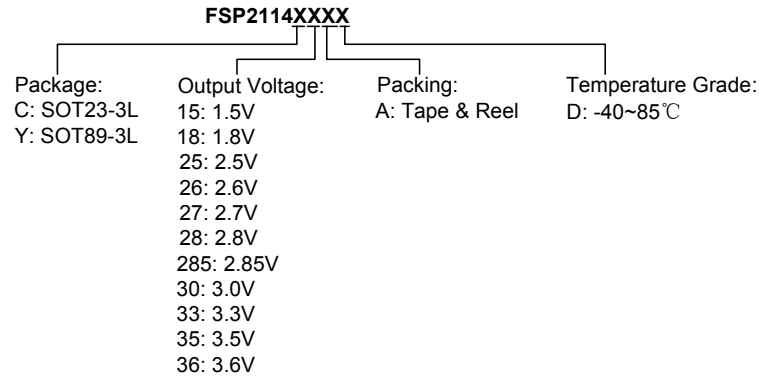 FSP2114XXXX
Package:
C: SOT23-3L
Y: SOT89-3L
Output Voltage:
15: 1.5V
18: 1.8V
25: 2.5V
26: 2.6V
27: 2.7V
28: 2.8V
285: 2.85V
30: 3.0V
33: 3.3V
35: 3.5V
36: 3.6V
Packing:
A: Tape & Reel
Temperature Grade:
D: -40~85℃